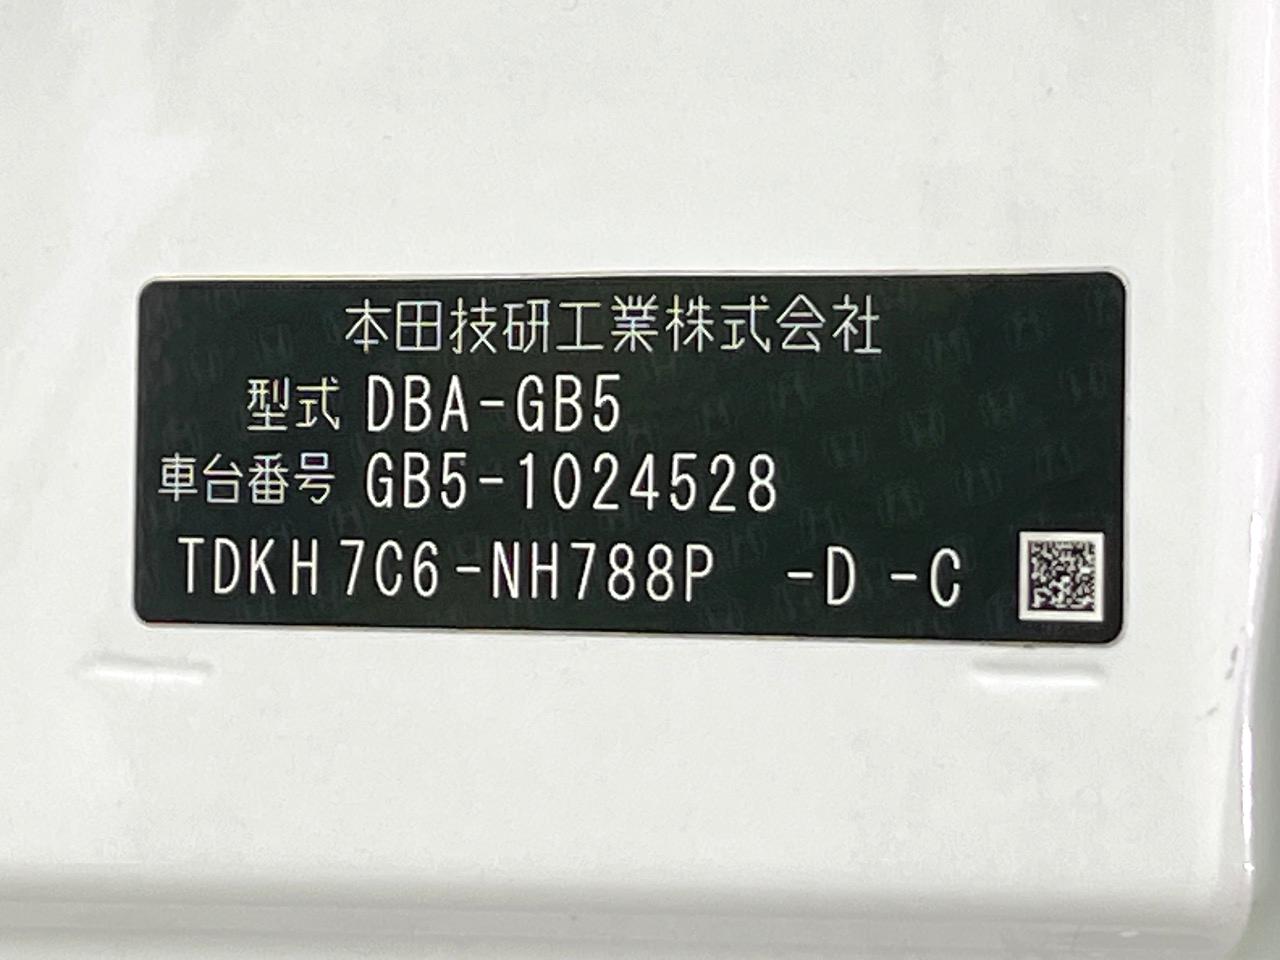 本田技研工業株式会社
型式 DBA-GB5
車台番号 GB5-1024528
TDKH7C6-NH788P -D -C